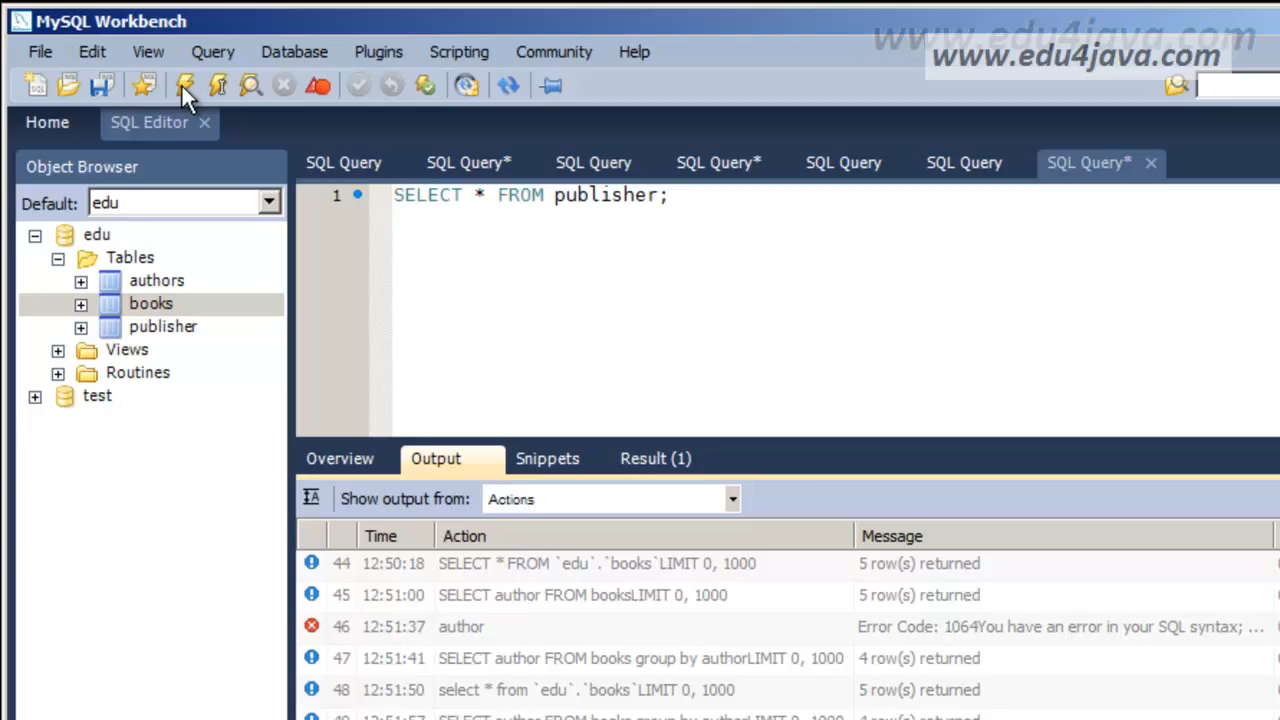 MySQL Workbench
www.edu4java.com
File Edit View Query Database Plugins Scripting Community Help
www.edu4java.com
SQL
Home SQL Editor
Object Browser
SQL Query SQL Query* SQL Query SQL Query* SQL Query SQL Query SQL Query*
Default: edu
1 SELECT * FROM publisher;
edu
Tables
authors
books
publisher
Views
Routines
test
Overview Output Snippets Result (1)
Show output from: Actions
Time Action Message
44 12:50:18 SELECT * FROM `edu`.`books`LIMIT 0, 1000 5 row(s) returned
45 12:51:00 SELECT author FROM booksLIMIT 0, 1000 5 row(s) returned
46 12:51:37 author Error Code: 1064You have an error in your SQL syntax; ...
47 12:51:41 SELECT author FROM books group by authorLIMIT 0, 1000 4 row(s) returned
48 12:51:50 select * from `edu`.`books`LIMIT 0, 1000 5 row(s) returned